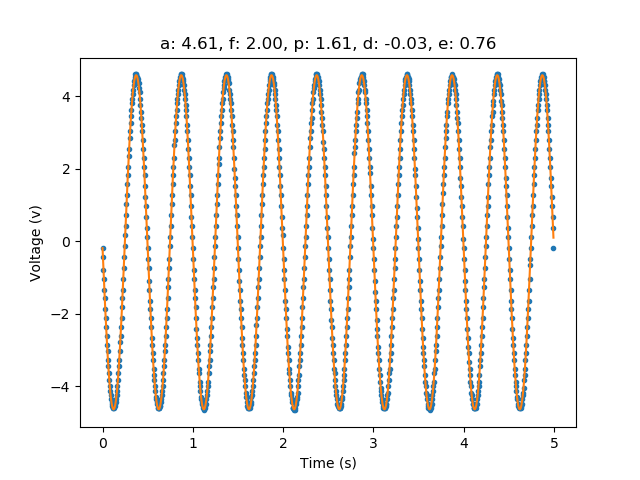 a: 4.61, f: 2.00, p: 1.61, d: -0.03, e: 0.76
4
2
0
−2
−4
Voltage (v)
0 1 2 3 4 5
Time (s)